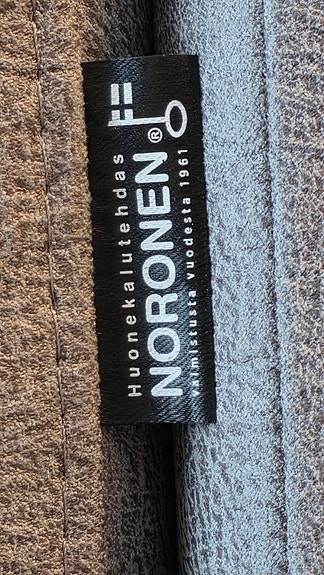 Huonekalutehdas
NORONEN®
valmistusta vuodesta 1961